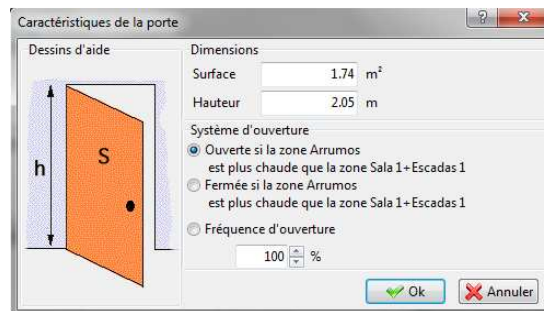 Caractéristiques de la porte
Dessins d'aide
h
S
Dimensions
Surface 1.74 m²
Hauteur 2.05 m
Système d'ouverture
Ouverte si la zone Arrumos
est plus chaude que la zone Sala 1+Escadas 1
Fermée si la zone Arrumos
est plus chaude que la zone Sala 1+Escadas 1
Fréquence d'ouverture
100 %
Ok
Annuler